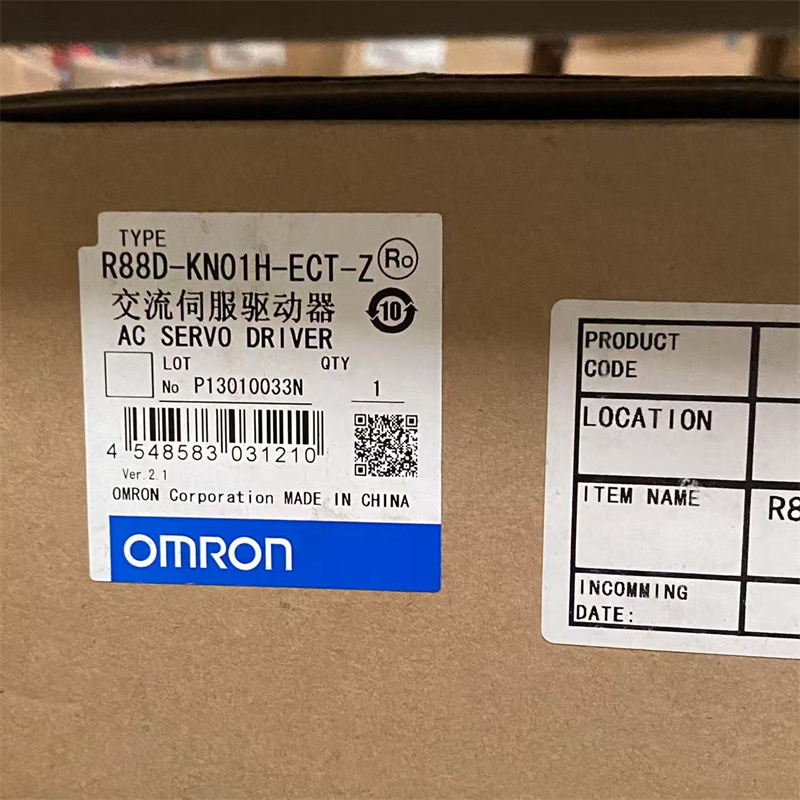 TYPE
R88D-KN01H-ECT-Z Ro
交流伺服驱动器 10
AC SERVO DRIVER
LOT QTY
No P13010033N 1
4 548583 031210
Ver.2.1
OMRON Corporation MADE IN CHINA
OMRON
PRODUCT
CODE
LOCATION
ITEM NAME R8
INCOMMING
DATE: